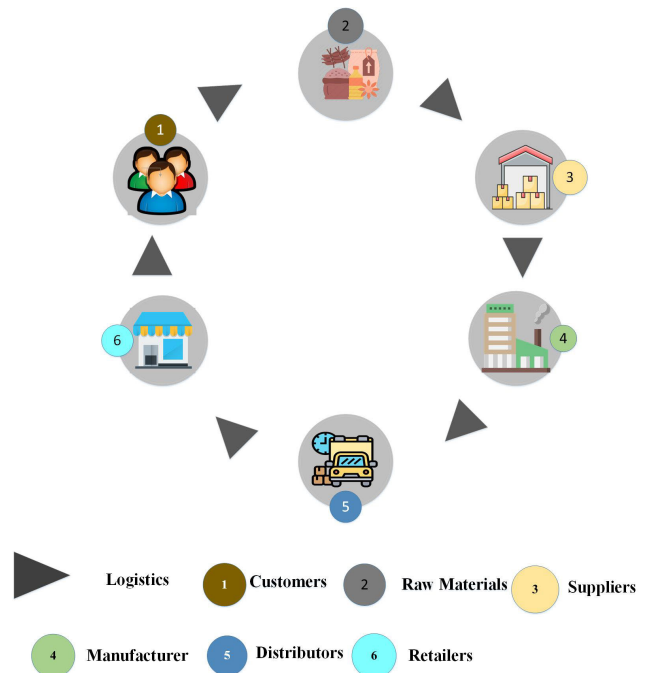 2
1
3
6
4
5
Logistics
1 Customers
2 Raw Materials
3 Suppliers
4 Manufacturer
5 Distributors
6 Retailers